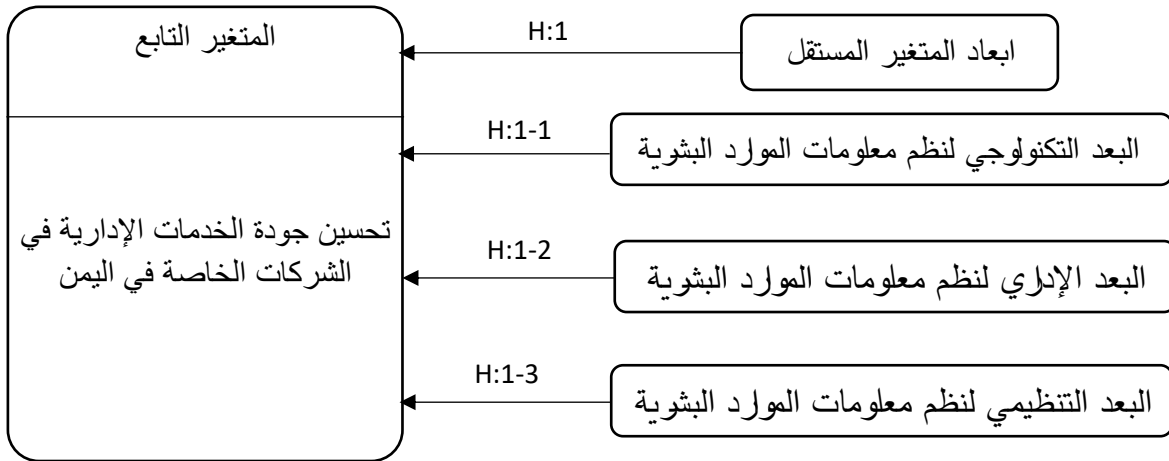 المتغير التابع
H:1
ابعاد المتغير المستقل
H:1-1
البعد التكنولوجي لنظم معلومات الموارد البشرية
تحسين جودة الخدمات الإدارية في
الشركات الخاصة في اليمن
H:1-2
البعد الإداري لنظم معلومات الموارد البشرية
H:1-3
البعد التنظيمي لنظم معلومات الموارد البشرية